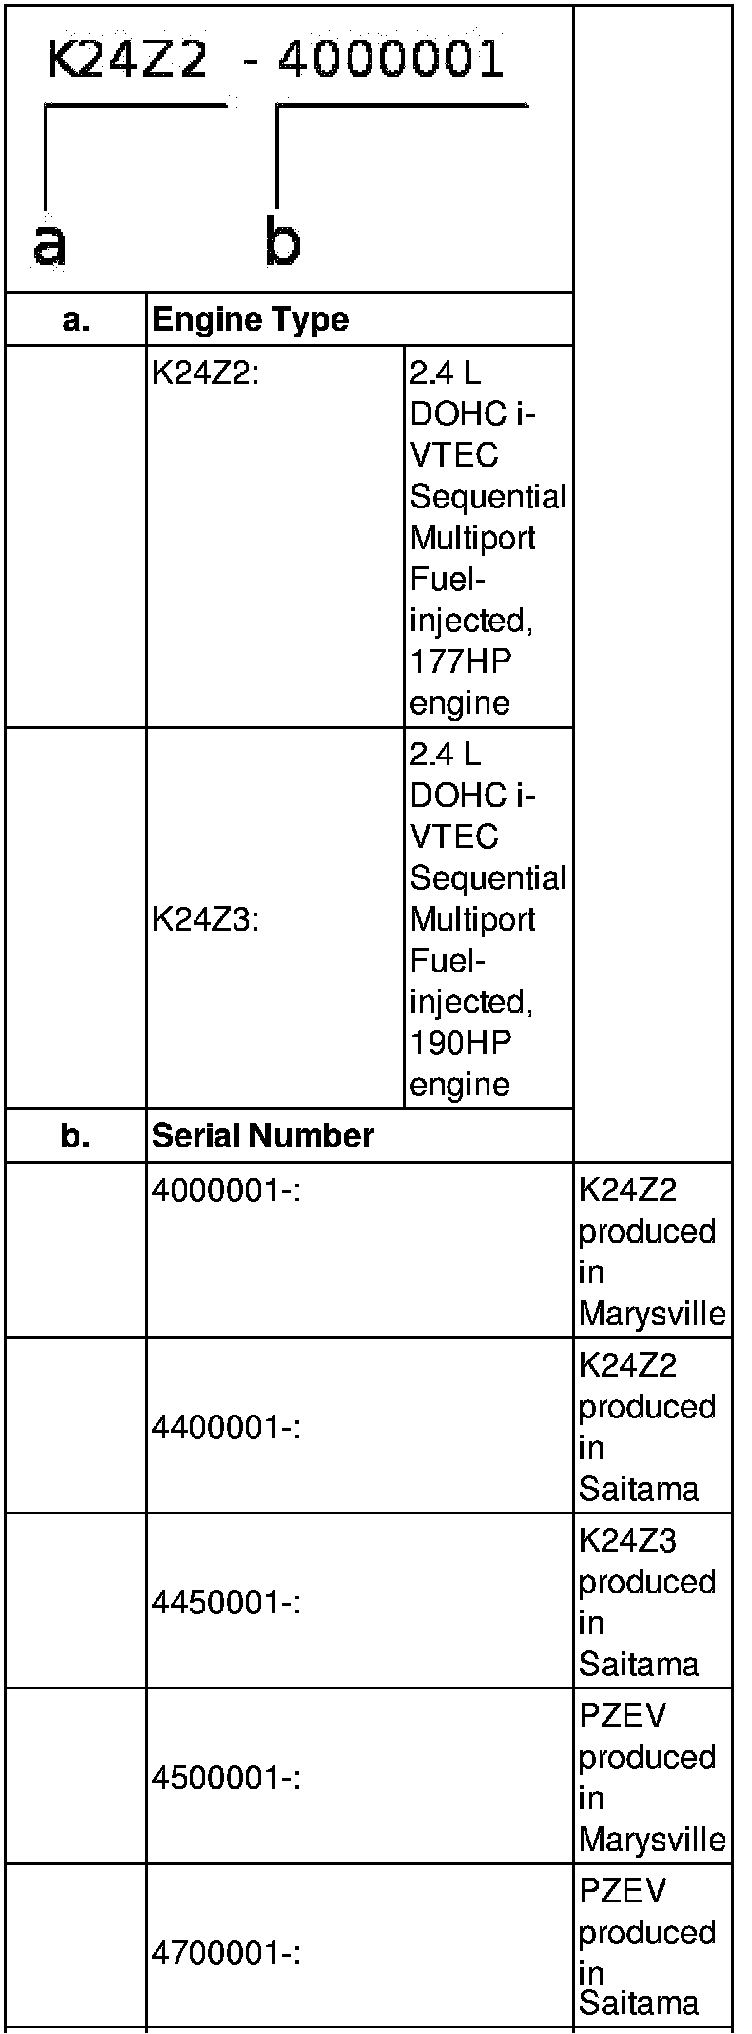 K24Z2 - 4000001
a b
a. Engine Type
K24Z2: 2.4 L
DOHC i-
VTEC
Sequential
Multiport
Fuel-
injected,
177HP
engine
K24Z3: 2.4 L
DOHC i-
VTEC
Sequential
Multiport
Fuel-
injected,
190HP
engine
b. Serial Number
4000001-: K24Z2
produced
in
Marysville
4400001-: K24Z2
produced
in
Saitama
4450001-: K24Z3
produced
in
Saitama
4500001-: PZEV
produced
in
Marysville
4700001-: PZEV
produced
in
Saitama